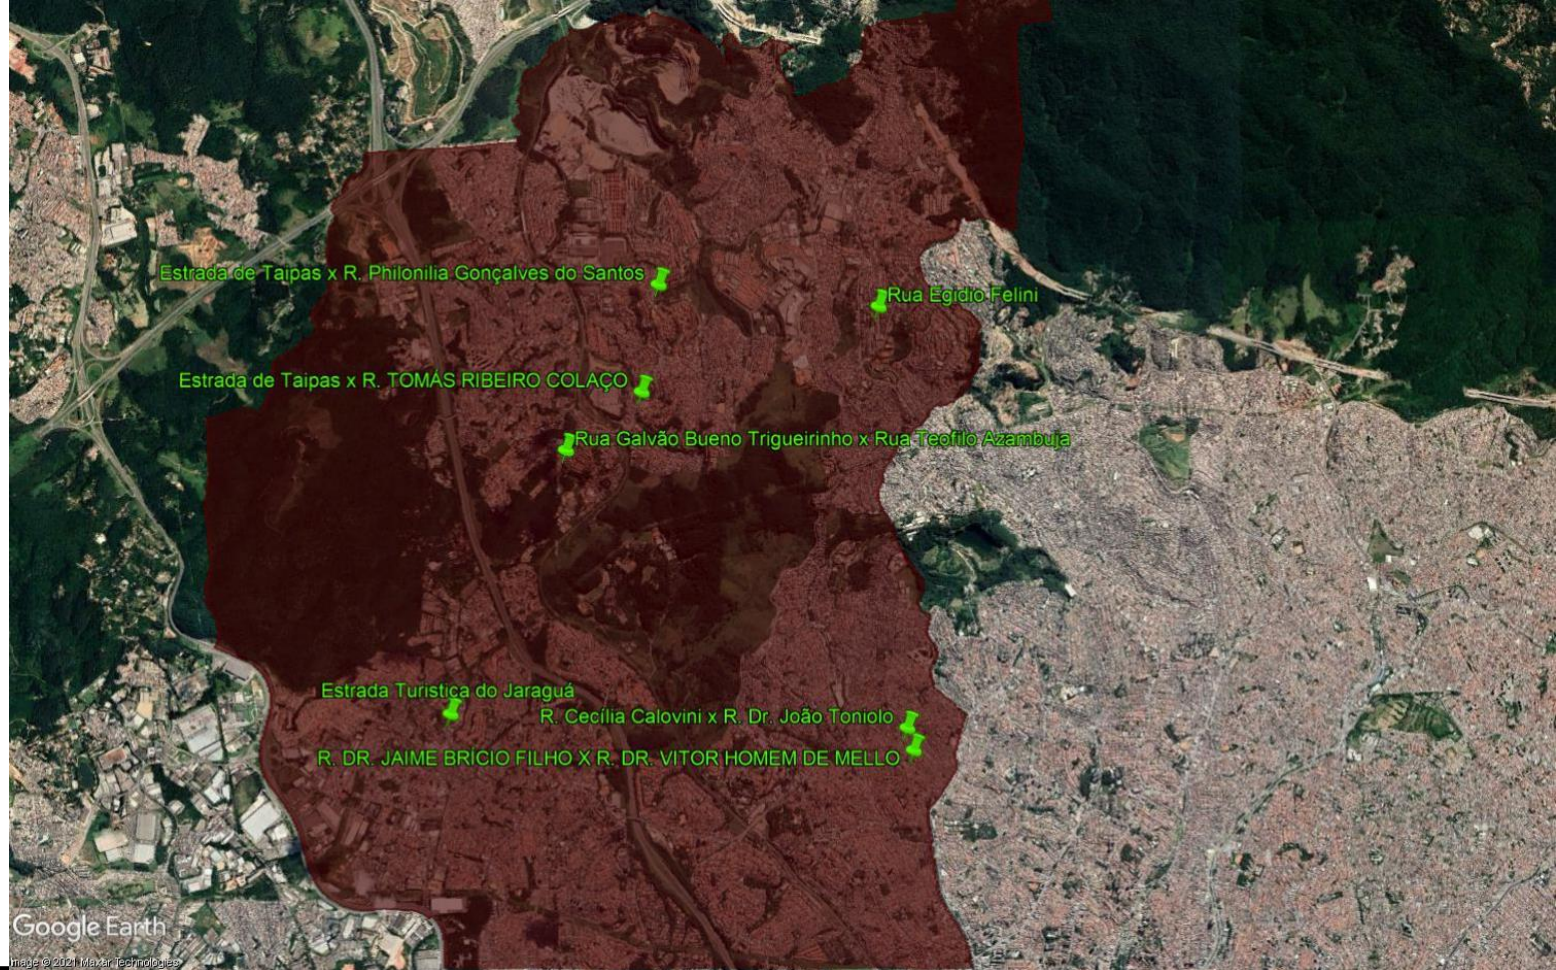 Estrada de Taipas x R. Philonilia Gonçalves do Santos
Rua Egidio Felini
Estrada de Taipas x R. TOMÁS RIBEIRO COLAÇO
Rua Galvão Bueno Trigueirinho x Rua Teofilo Azambuja
Estrada Turistica do Jaraguá
R. Cecília Calovini x R. Dr. João Toniolo
R. DR. JAIME BRÍCIO FILHO X R. DR. VITOR HOMEM DE MELLO
Google Earth
Image © 2021 Maxar Technologies